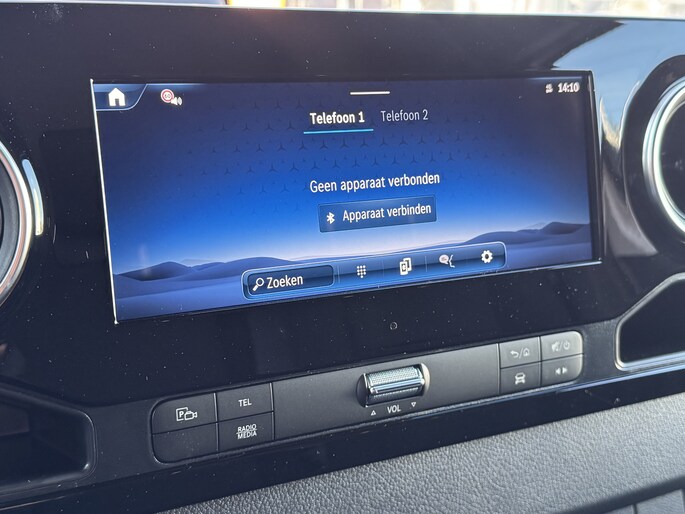 14:10
Telefoon 1 Telefoon 2
Geen apparaat verbonden
Apparaat verbinden
Zoeken
P TEL
VOL
RADIO
MEDIA